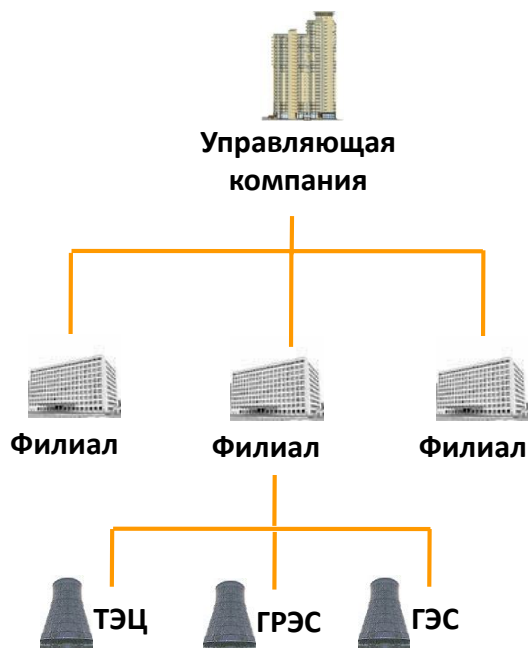 Управляющая
компания
Филиал
Филиал
Филиал
ТЭЦ
ГРЭС
ГЭС